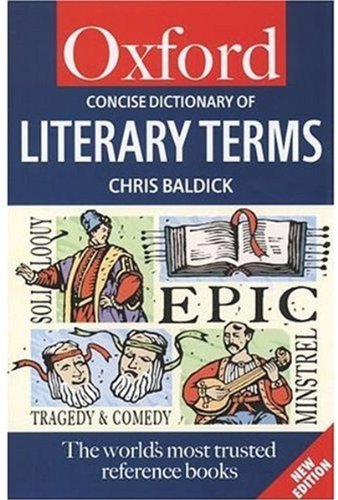 Oxford
CONCISE DICTIONARY OF
LITERARY TERMS
CHRIS BALDICK
SOLILOQUY
EPIC
MINSTREL
TRAGEDY & COMEDY
The world's most trusted
reference books
NEW
EDITION